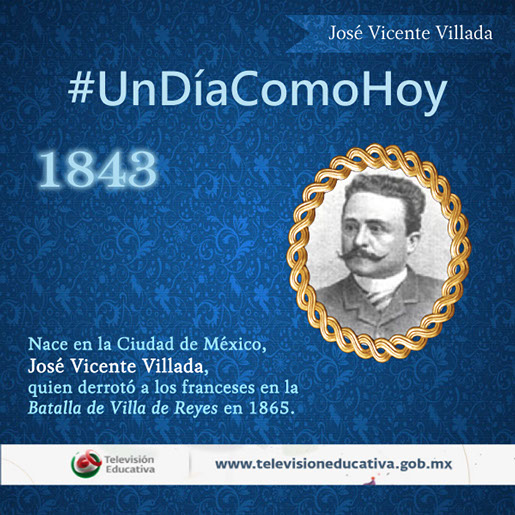 José Vicente Villada
#UnDíaComoHoy
1843
Nace en la Ciudad de México,
José Vicente Villada,
quien derrotó a los franceses en la
Batalla de Villa de Reyes en 1865.
Televisión
Educativa
www.televisioneducativa.gob.mx